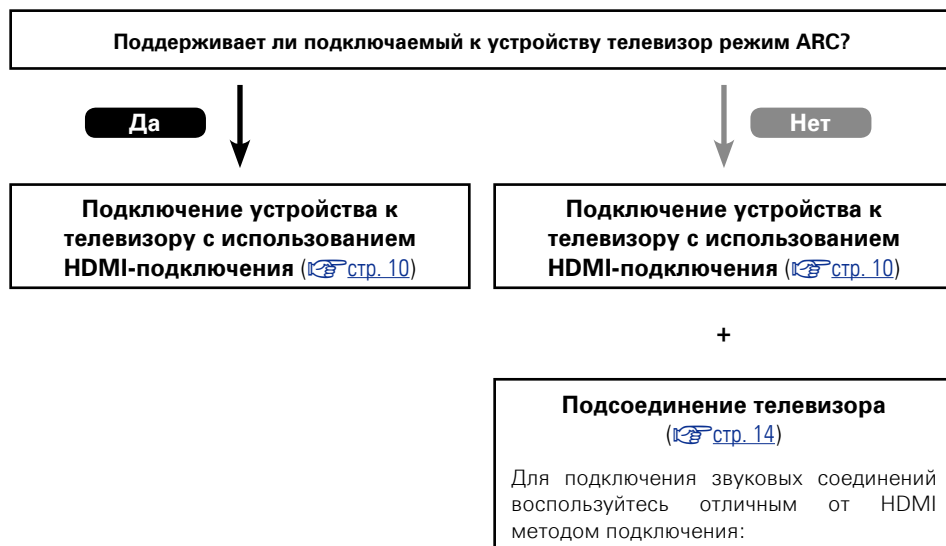 Поддерживает ли подключаемый к устройству телевизор режим ARC?
Да
Нет
Подключение устройства к
телевизору с использованием
HDMI-подключения (стр. 10)
Подключение устройства к
телевизору с использованием
HDMI-подключения (стр. 10)
+
Подсоединение телевизора
(стр. 14)
Для подключения звуковых соединений
воспользуйтесь отличным от HDMI
методом подключения: